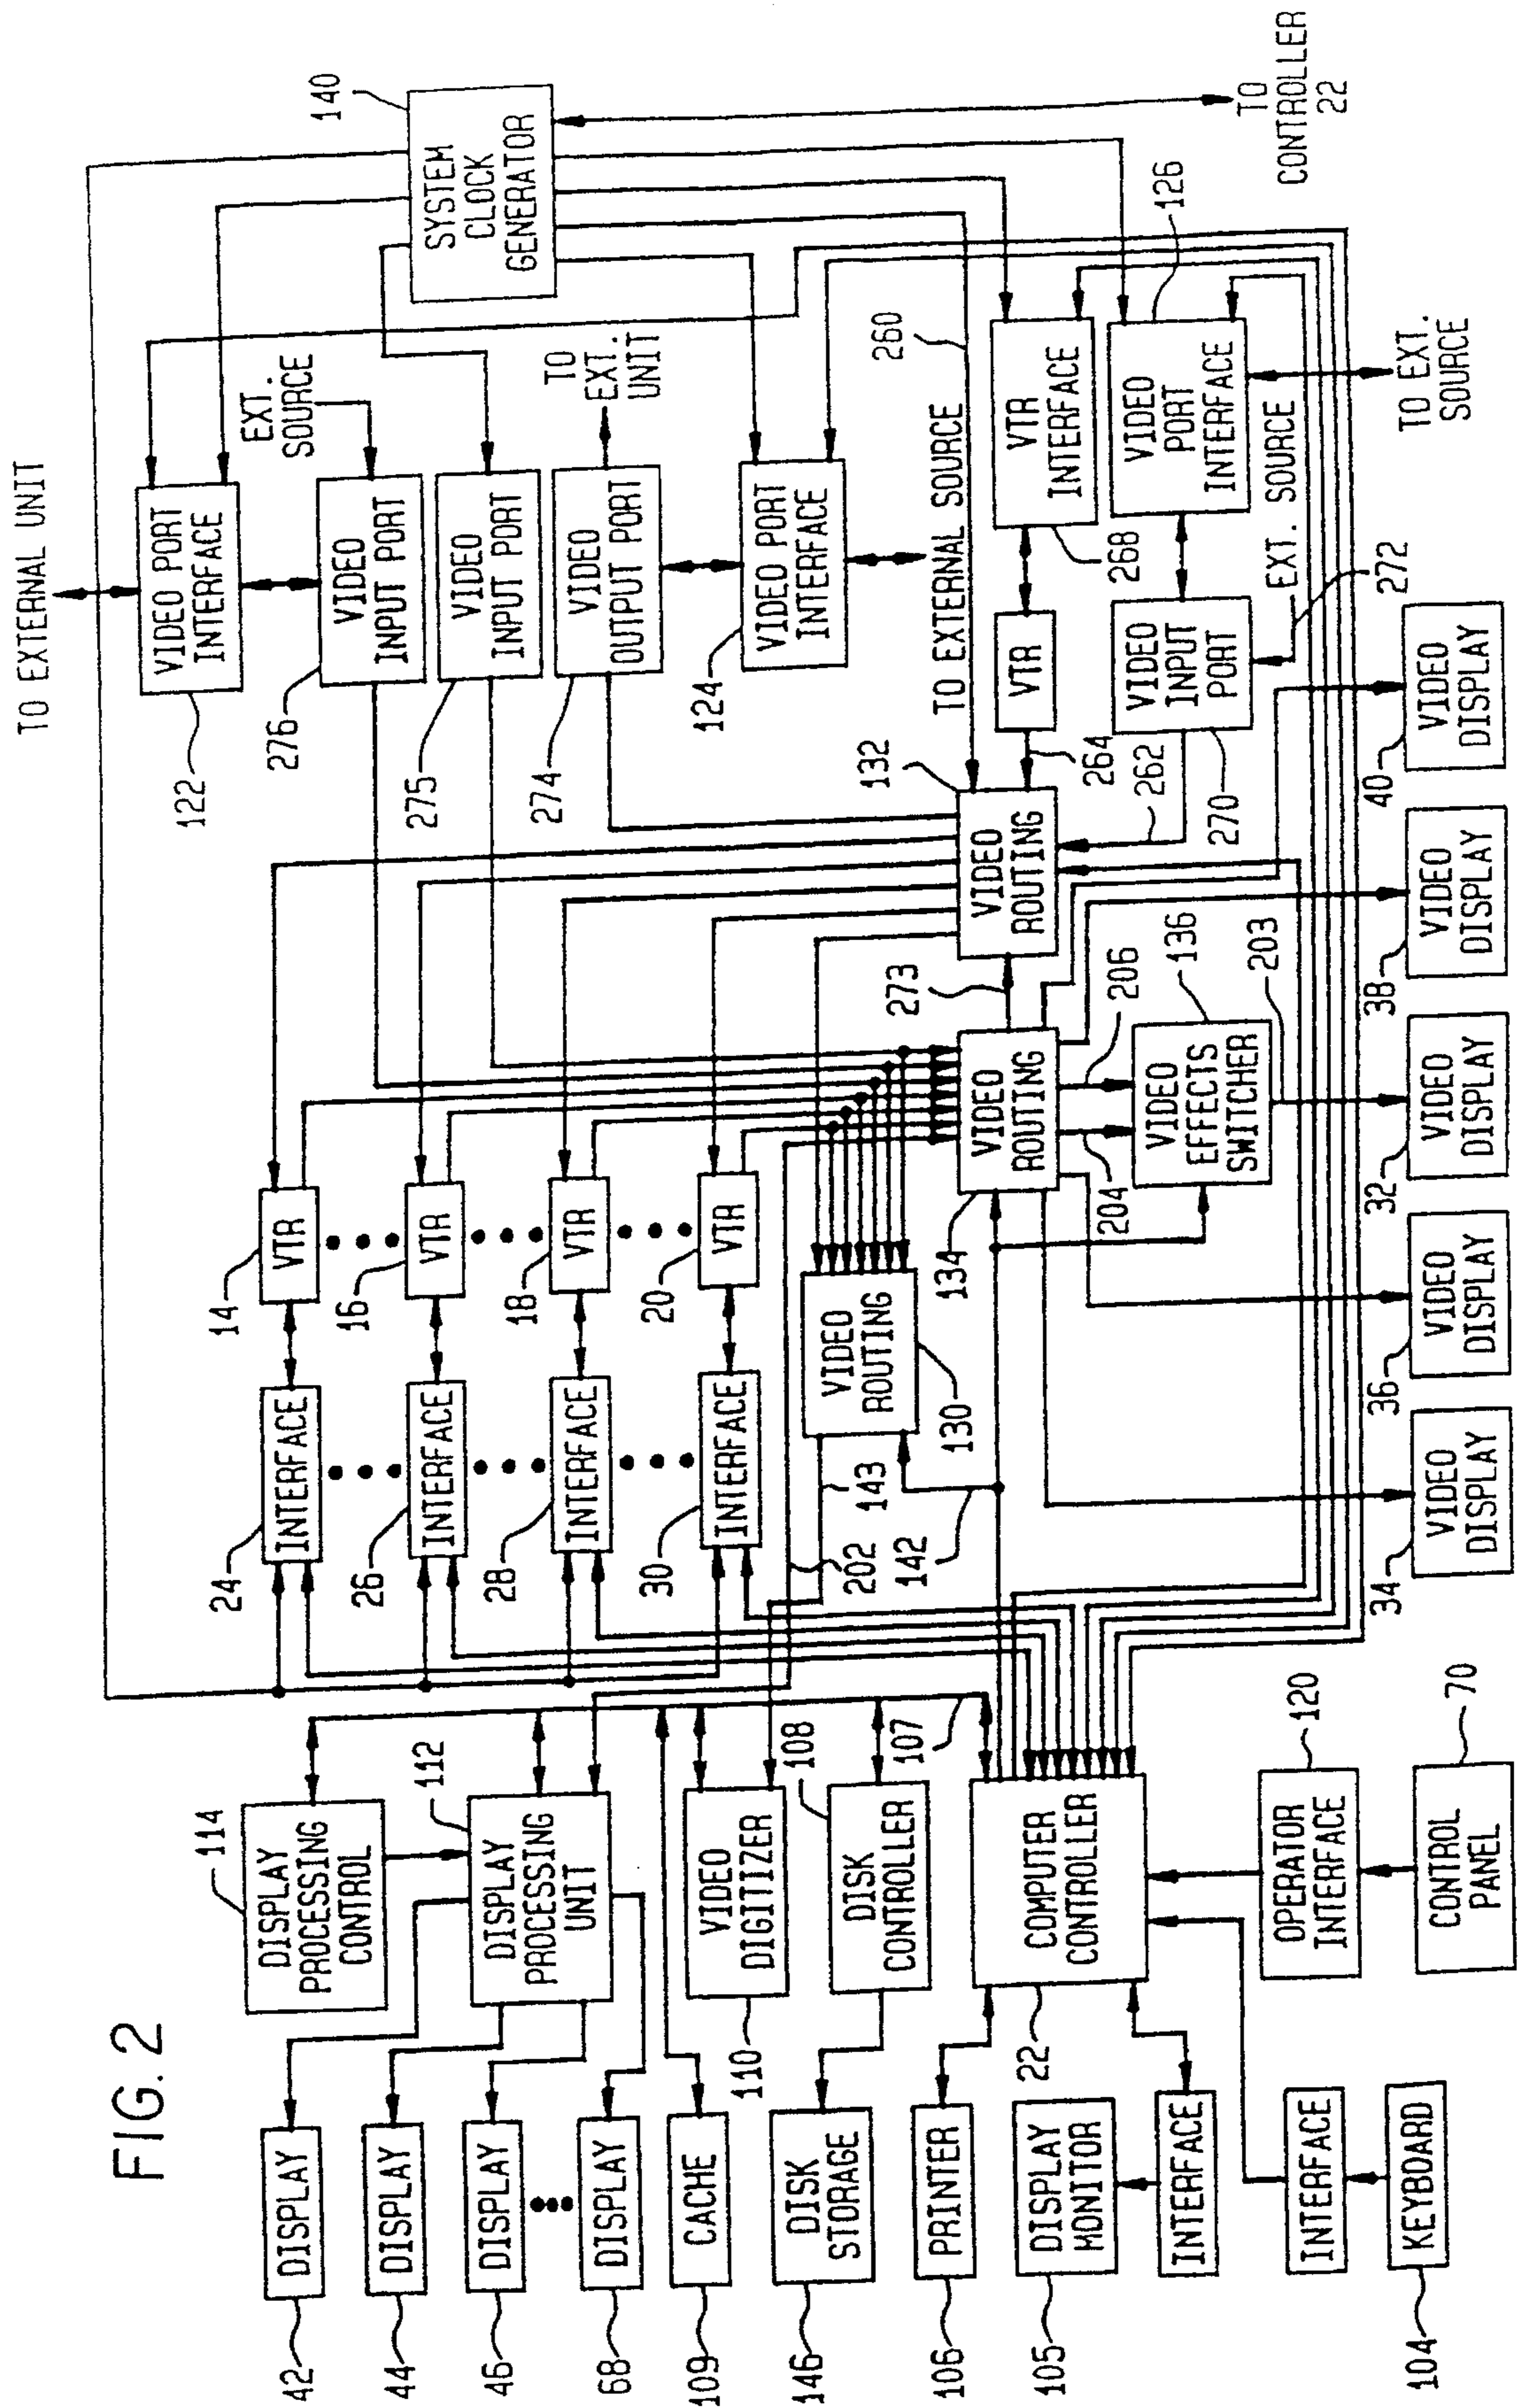 FIG. 2
42
DISPLAY
44
DISPLAY
46
DISPLAY
68
DISPLAY
109
CACHE
146
DISK
STORAGE
106
PRINTER
105
DISPLAY
MONITOR
INTERFACE
INTERFACE
104
KEYBOARD
114
DISPLAY
PROCESSING
CONTROL
112
DISPLAY
PROCESSING
UNIT
110
VIDEO
DIGITIZER
108
DISK
CONTROLLER
107
22
COMPUTER
CONTROLLER
120
OPERATOR
INTERFACE
70
CONTROL
PANEL
24
INTERFACE
26
INTERFACE
28
INTERFACE
30
INTERFACE
202
143
142
14
VTR
16
VTR
18
VTR
20
VTR
VIDEO
ROUTING
130
134
VIDEO
ROUTING
204
206
273
VIDEO
EFFECTS
SWITCHER
136
203
132
VIDEO
ROUTING
264
262
34
VIDEO
DISPLAY
36
VIDEO
DISPLAY
32
VIDEO
DISPLAY
38
VIDEO
DISPLAY
40
VIDEO
DISPLAY
TO EXTERNAL UNIT
122
VIDEO PORT
INTERFACE
276
VIDEO
INPUT PORT
EXT.
SOURCE
275
VIDEO
INPUT PORT
274
VIDEO
OUTPUT PORT
TO
EXT.
UNIT
124
VIDEO PORT
INTERFACE
TO EXTERNAL SOURCE
260
VTR
VTR
INTERFACE
268
VIDEO
INPUT
PORT
270
EXT. SOURCE
272
VIDEO
PORT
INTERFACE
126
TO EXT.
SOURCE
140
SYSTEM
CLOCK
GENERATOR
TO
CONTROLLER
22